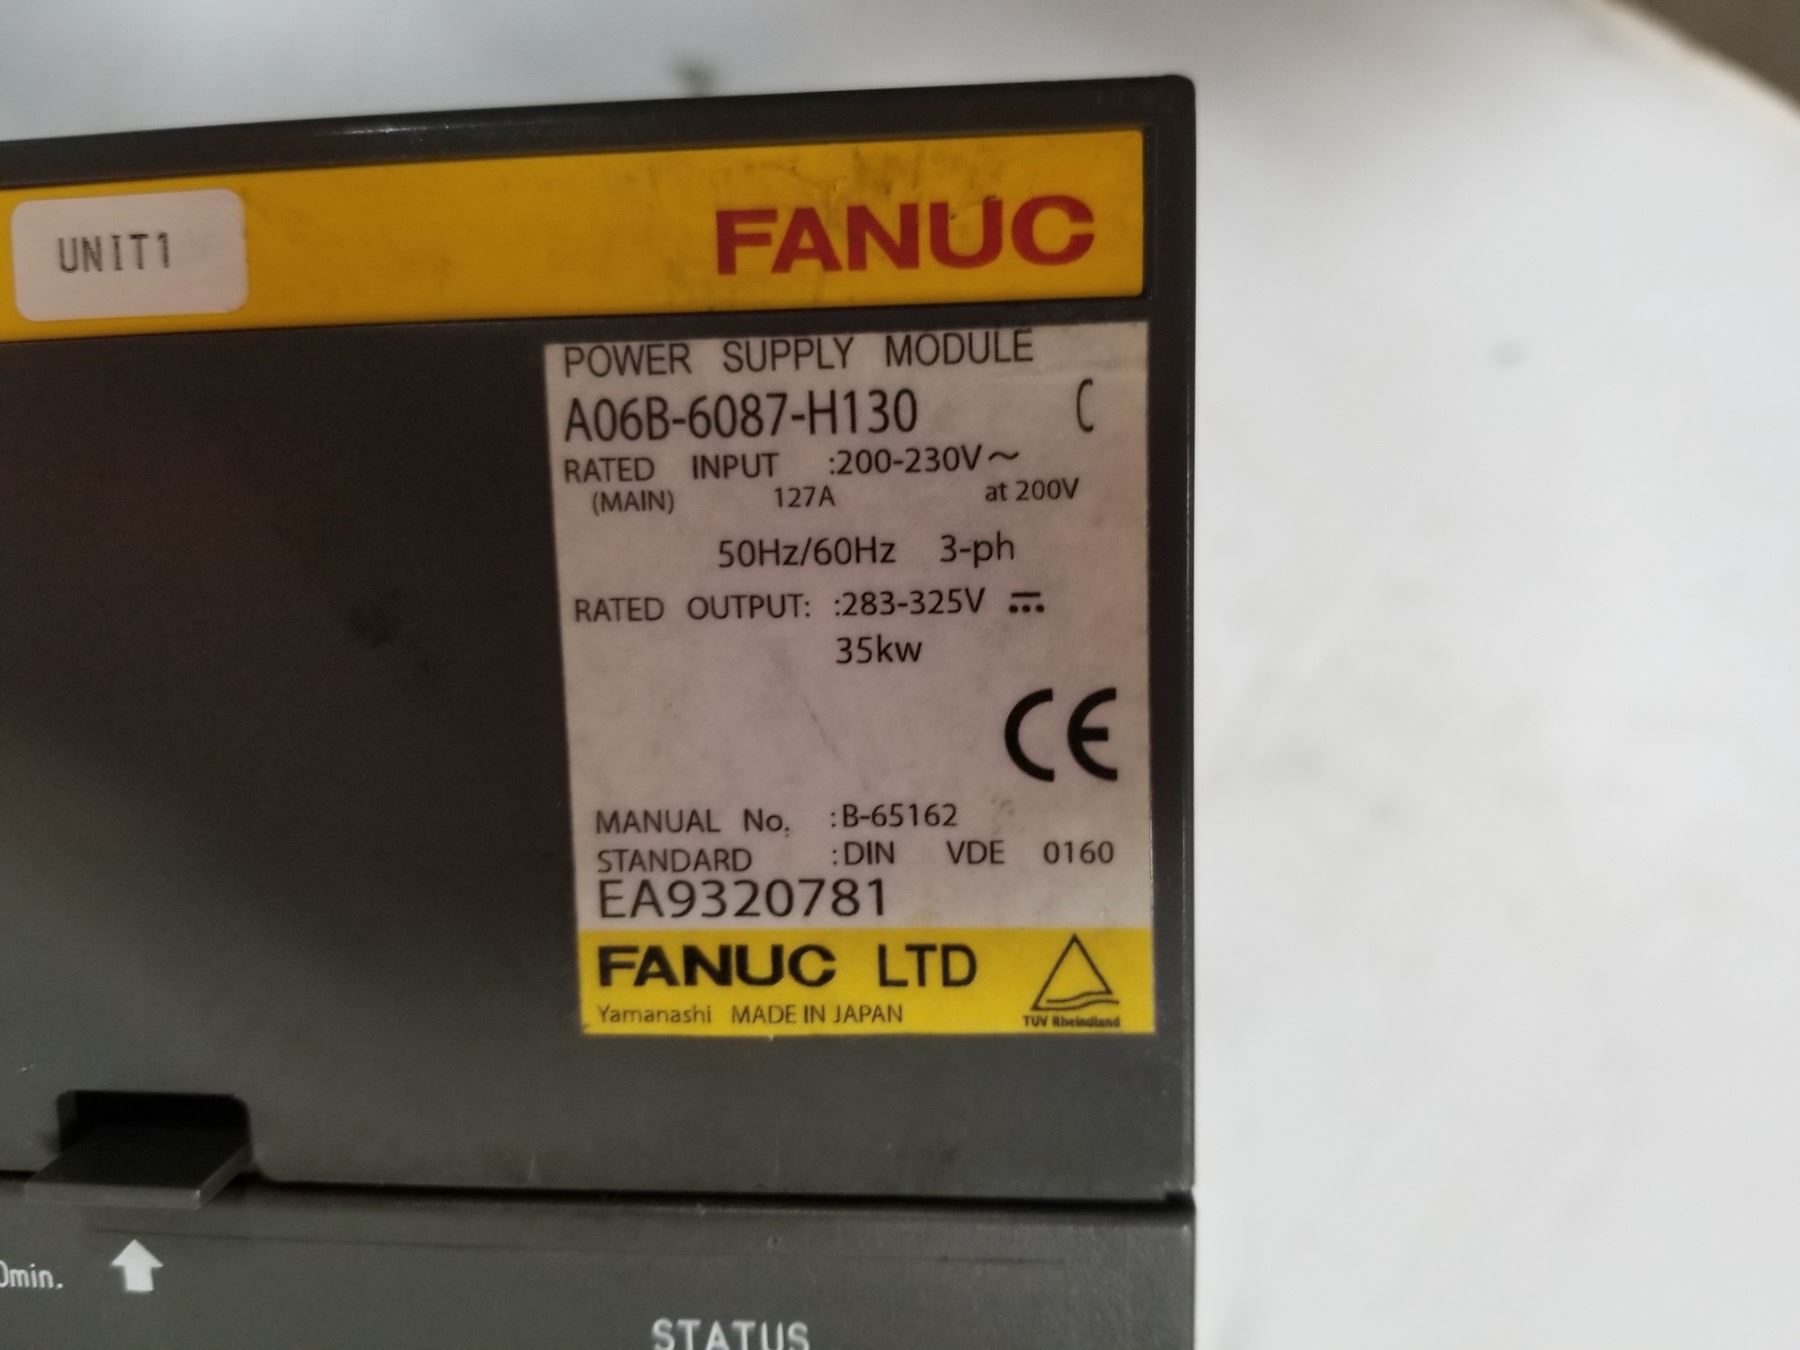 UNIT1
FANUC
POWER SUPPLY MODULE
A06B-6087-H130 C
RATED INPUT :200-230V～
(MAIN) 127A at 200V
50Hz/60Hz 3-ph
RATED OUTPUT: :283-325V ⎓
35kw
CE
MANUAL No. :B-65162
STANDARD :DIN VDE 0160
EA9320781
FANUC LTD
Yamanashi MADE IN JAPAN
TUV Rheindland
min.
STATUS